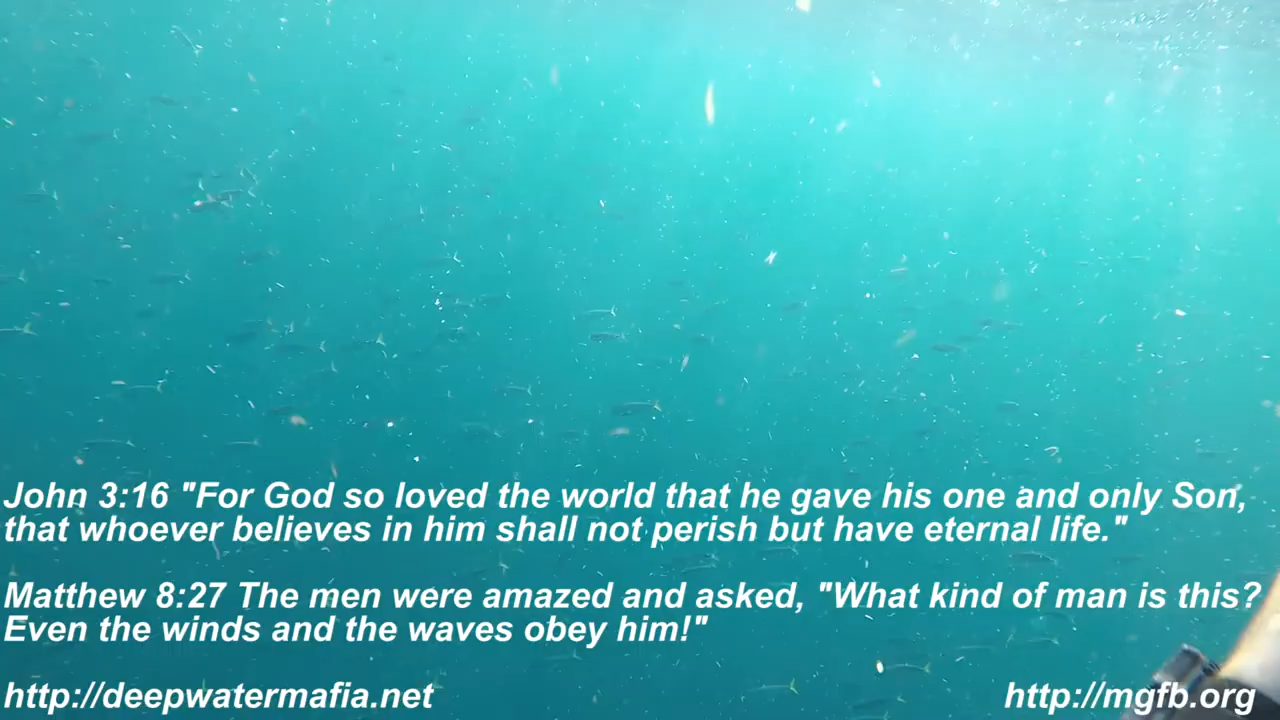 John 3:16 "For God so loved the world that he gave his one and only Son,
that whoever believes in him shall not perish but have eternal life."
Matthew 8:27 The men were amazed and asked, "What kind of man is this?
Even the winds and the waves obey him!"
http://deepwatermafia.net http://mgfb.org